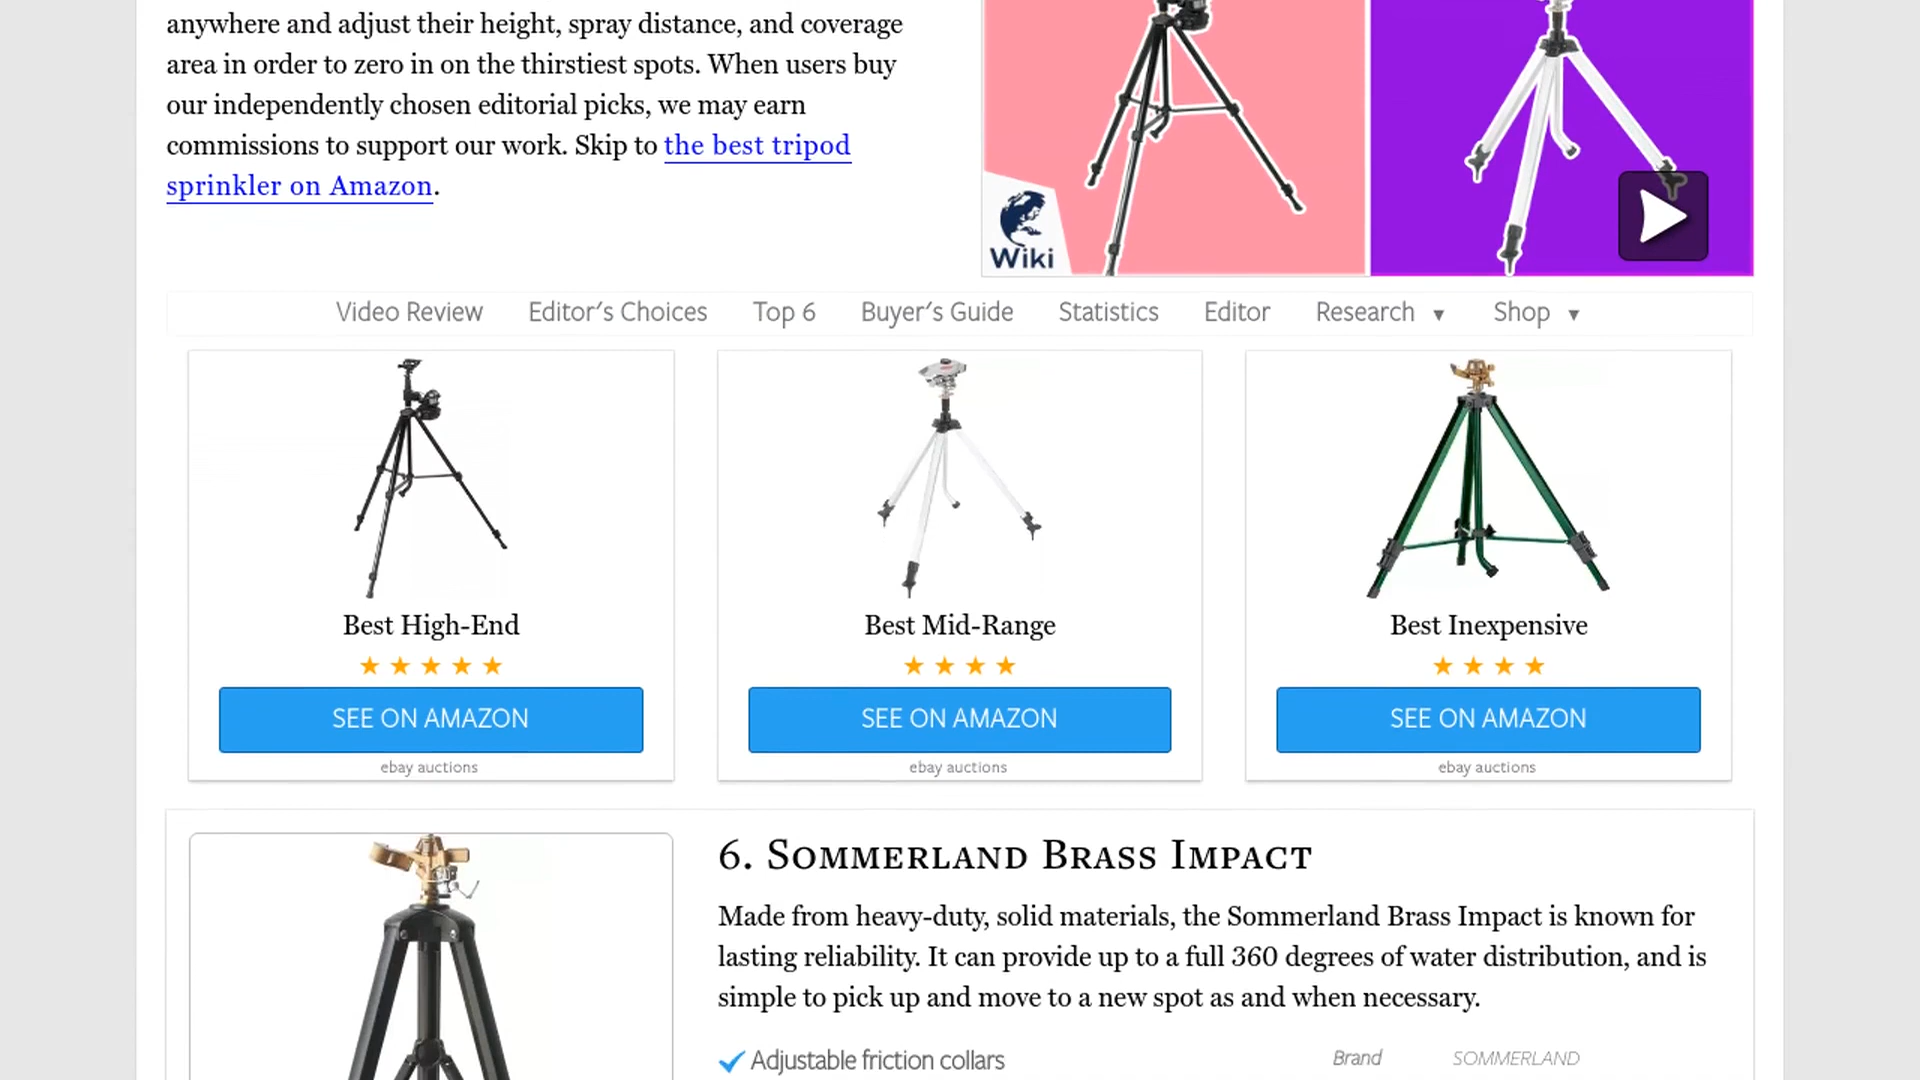 anywhere and adjust their height, spray distance, and coverage
area in order to zero in on the thirstiest spots. When users buy
our independently chosen editorial picks, we may earn
commissions to support our work. Skip to the best tripod
sprinkler on Amazon.
Wiki
Video Review Editor's Choices Top 6 Buyer's Guide Statistics Editor Research ▼ Shop ▼
Best High-End
★ ★ ★ ★ ★
SEE ON AMAZON
ebay auctions
Best Mid-Range
★ ★ ★ ★
SEE ON AMAZON
ebay auctions
Best Inexpensive
★ ★ ★ ★
SEE ON AMAZON
ebay auctions
6. Sommerland Brass Impact
Made from heavy-duty, solid materials, the Sommerland Brass Impact is known for
lasting reliability. It can provide up to a full 360 degrees of water distribution, and is
simple to pick up and move to a new spot as and when necessary.
Adjustable friction collars
Brand SOMMERLAND